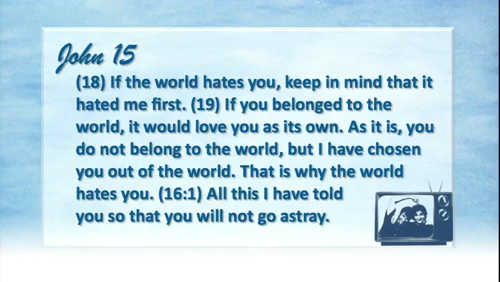 John 15
(18) If the world hates you, keep in mind that it
hated me first. (19) If you belonged to the
world, it would love you as its own. As it is, you
do not belong to the world, but I have chosen
you out of the world. That is why the world
hates you. (16:1) All this I have told
you so that you will not go astray.